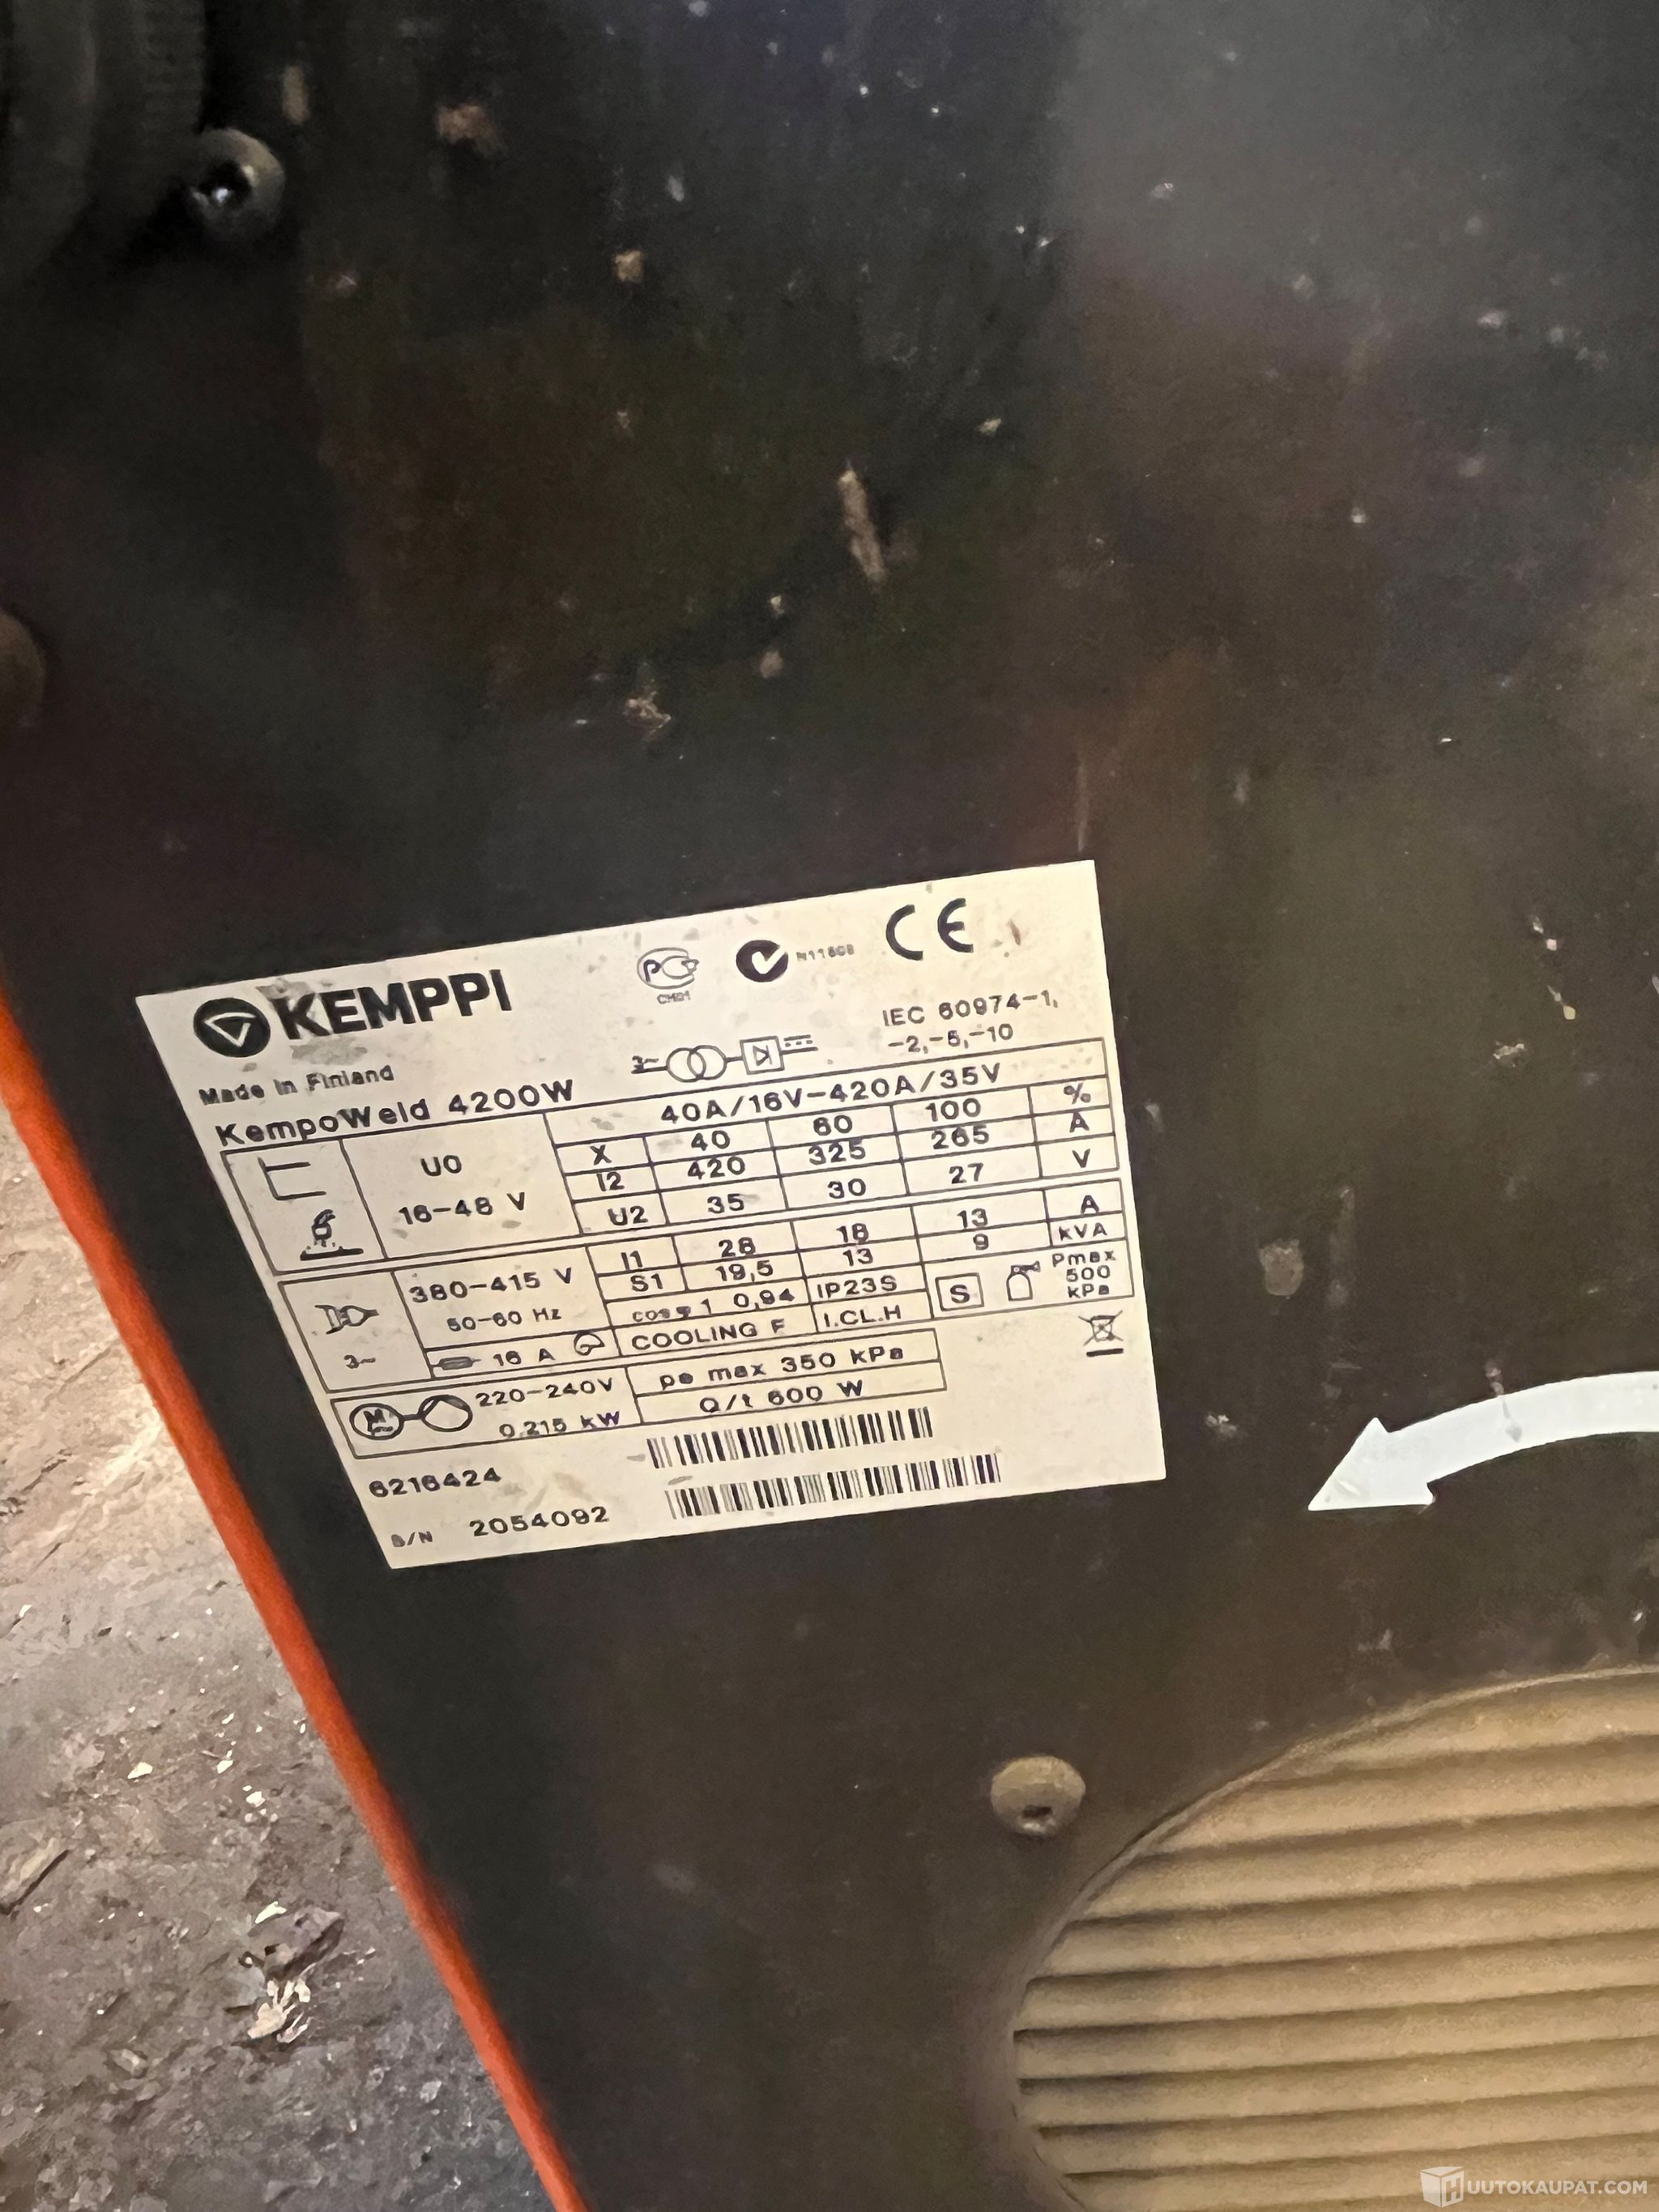 KEMPPI
CE
IEC 60974-1,
-2,-5,-10
Made in Finland
KempoWeld 4200W
3~
40A/16V-420A/35V
U0
16-48 V
X 40 60 100 %
I2 420 325 265 A
U2 35 30 27 V
380-415 V
50-60 Hz
3~
16 A
I1 28 18 13 A
S1 19,5 13 9 kVA
cosφ1 0,94
IP23S
COOLING F
I.CL.H
S
Pmax
500
kPa
M
220-240V
0,215 kW
pe max 350 kPa
Q/t 600 W
6216424
S/N 2054092
HUUTOKAUPAT.COM